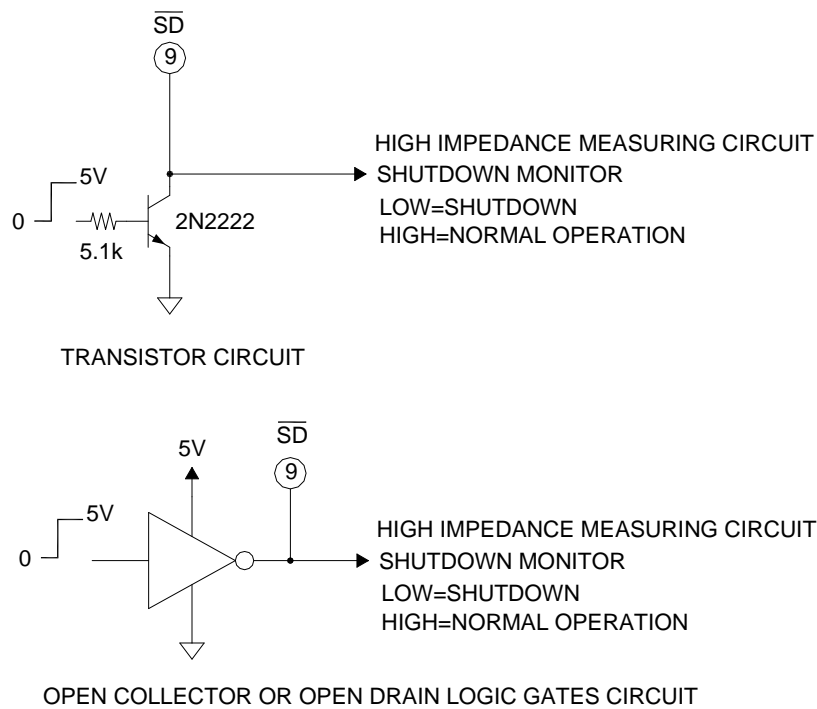 S̅D̅
9
HIGH IMPEDANCE MEASURING CIRCUIT
5V
SHUTDOWN MONITOR
0
2N2222
LOW=SHUTDOWN
5.1k
HIGH=NORMAL OPERATION
TRANSISTOR CIRCUIT
5V
S̅D̅
9
5V
HIGH IMPEDANCE MEASURING CIRCUIT
0
SHUTDOWN MONITOR
LOW=SHUTDOWN
HIGH=NORMAL OPERATION
OPEN COLLECTOR OR OPEN DRAIN LOGIC GATES CIRCUIT